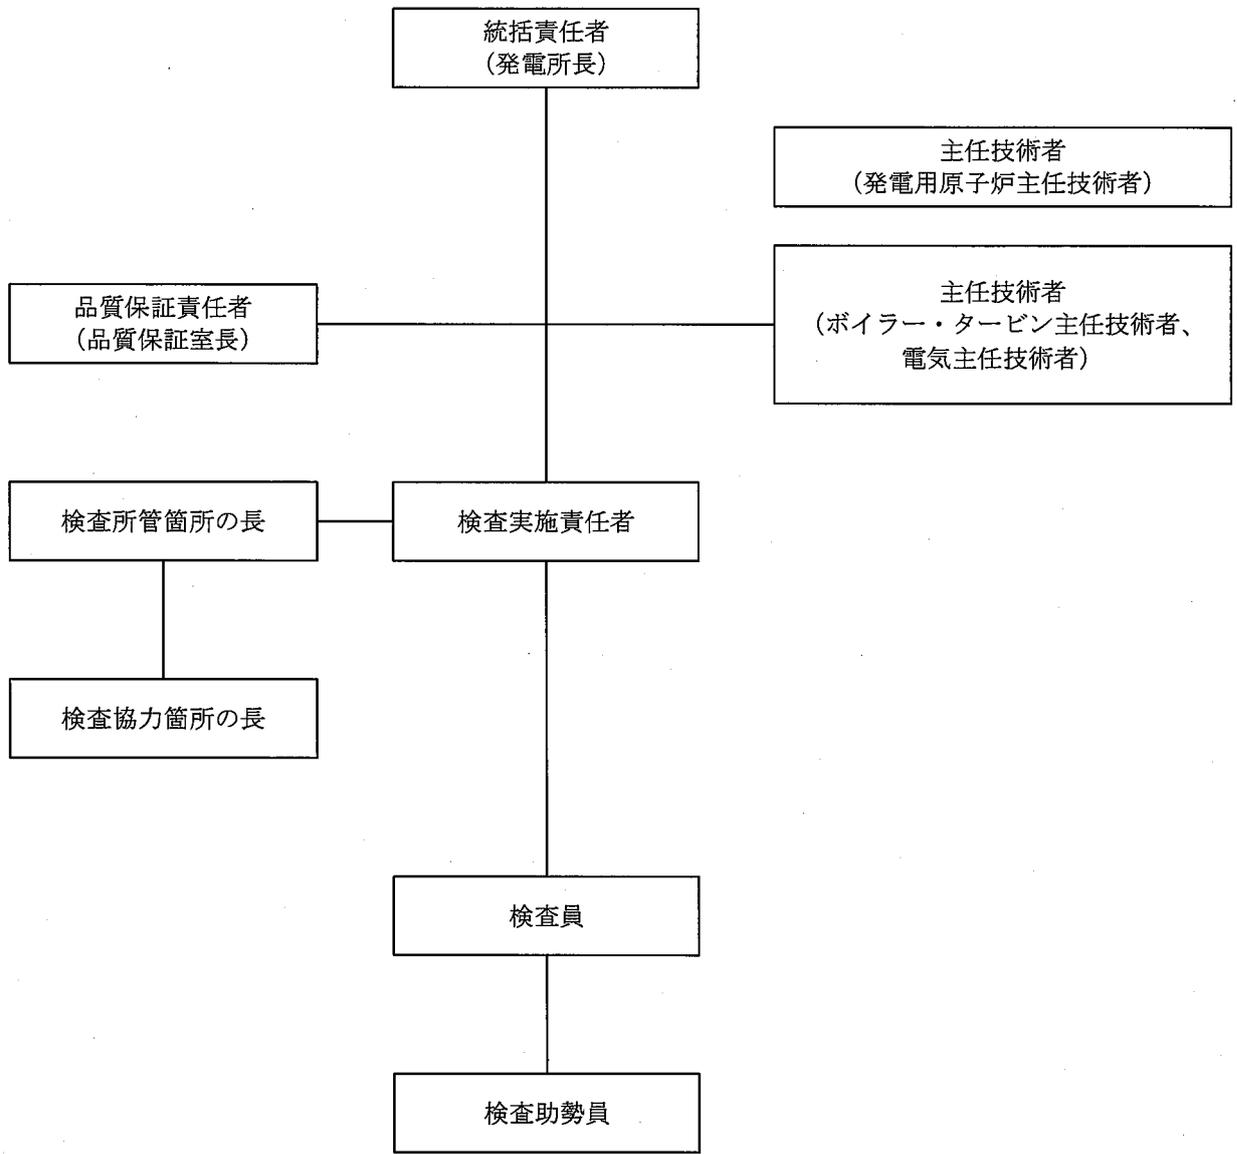 統括責任者
(発電所長)
主任技術者
(発電用原子炉主任技術者)
主任技術者
(ボイラー・タービン主任技術者、
電気主任技術者)
品質保証責任者
(品質保証室長)
検査所管箇所の長
検査実施責任者
検査協力箇所の長
検査員
検査助勢員